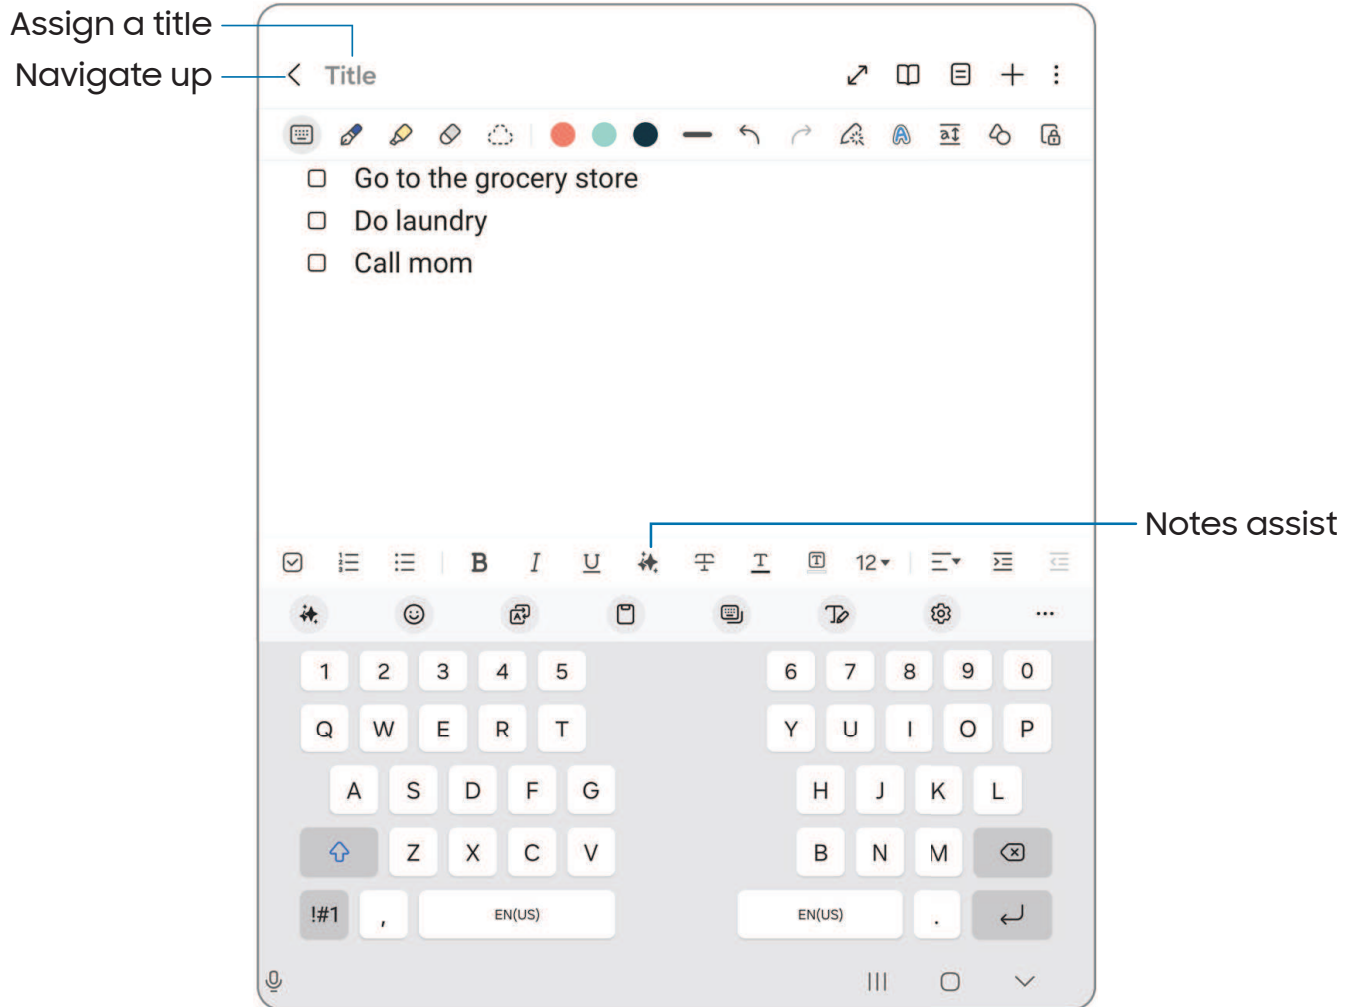 Assign a title
Navigate up
Title
Go to the grocery store
Do laundry
Call mom
Notes assist
B I U T T T 12
1 2 3 4 5 6 7 8 9 0
Q W E R T Y U I O P
A S D F G H J K L
Z X C V B N M
!#1 , EN(US) EN(US) .